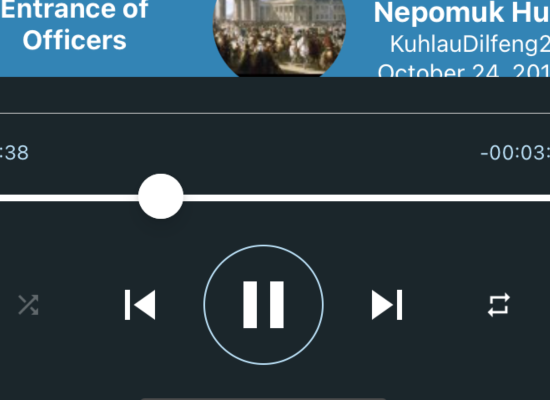 Entrance of
Officers
Nepomuk Hu
KuhlauDilfeng2
October 24, 201
:38
-00:03: